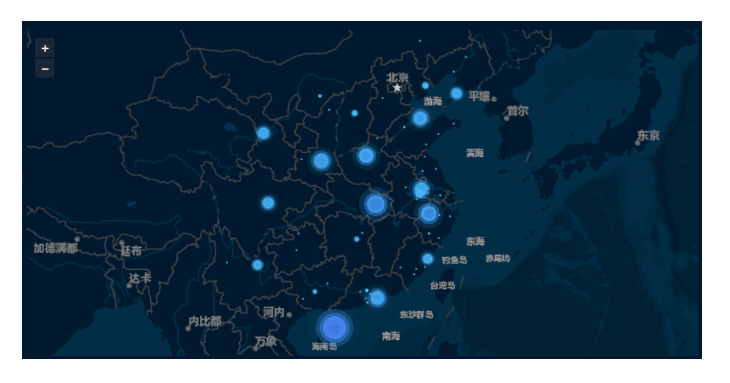 +
−
北京
渤海
平壤
首尔
东京
黄海
加德满都
廷布
东海
钓鱼岛
赤尾屿
达卡
台湾岛
内比都
河内
东沙群岛
万象
海南岛
南海